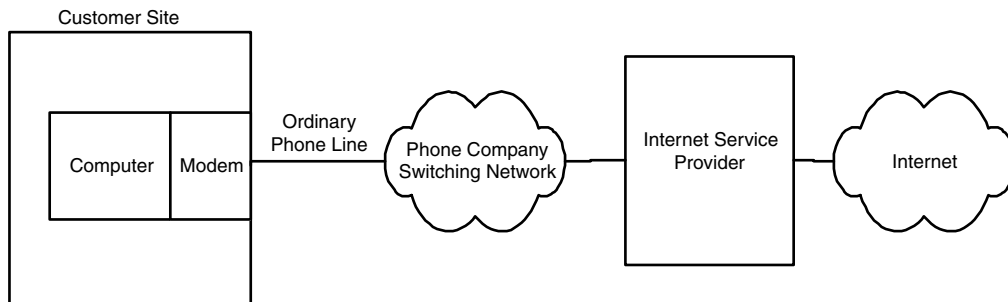 Customer Site
Computer
Modem
Ordinary
Phone Line
Phone Company
Switching Network
Internet Service
Provider
Internet